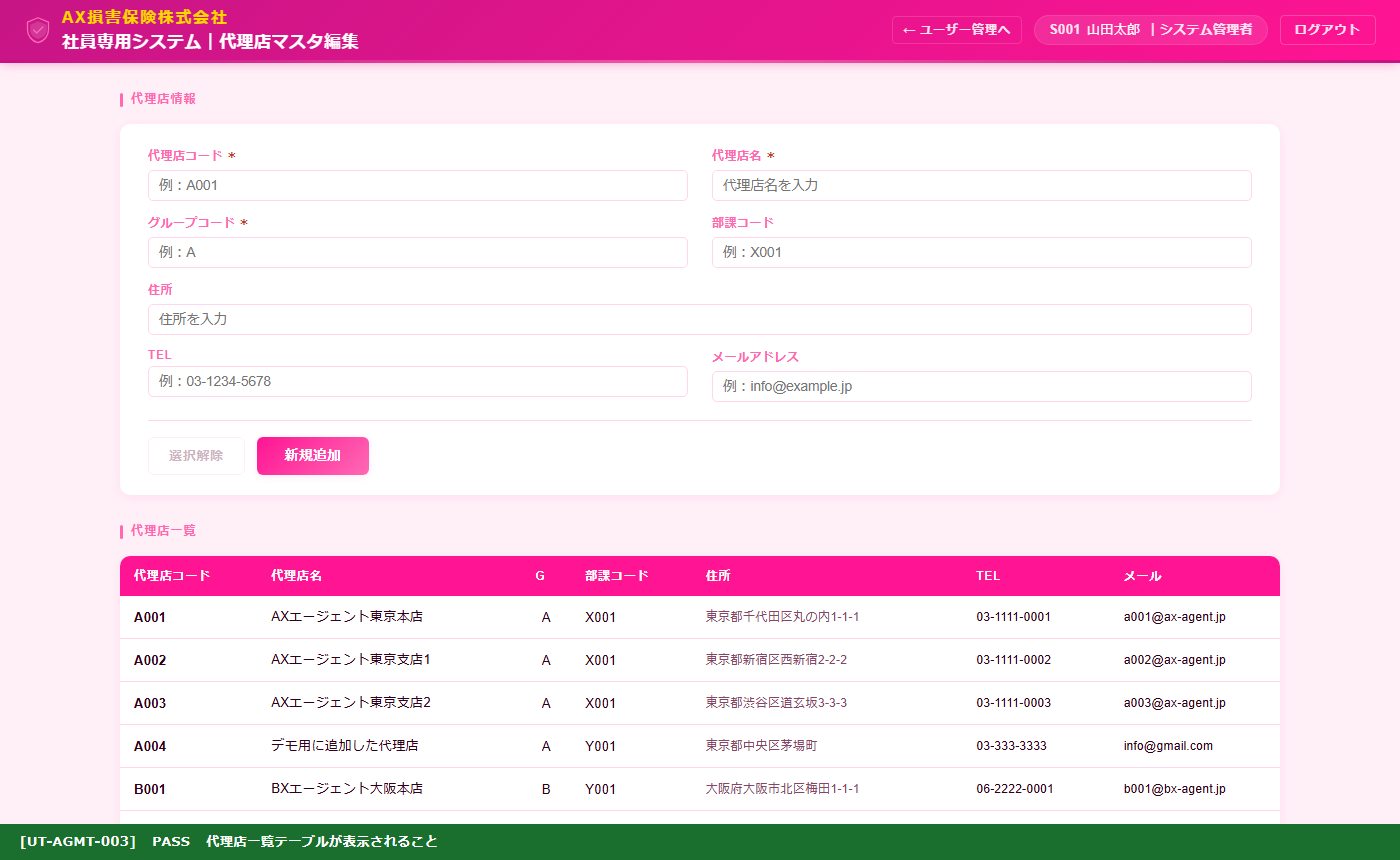 AX損害保険株式会社
社員専用システム | 代理店マスタ編集
← ユーザー管理へ
S001 山田太郎 | システム管理者
ログアウト
代理店情報
代理店コード *
例：A001
代理店名 *
代理店名を入力
グループコード *
例：A
部課コード
例：X001
住所
住所を入力
TEL
例：03-1234-5678
メールアドレス
例：info@example.jp
選択解除
新規追加
代理店一覧
代理店コード 代理店名 G 部課コード 住所 TEL メール
A001 AXエージェント東京本店 A X001 東京都千代田区丸の内1-1-1 03-1111-0001 a001@ax-agent.jp
A002 AXエージェント東京支店1 A X001 東京都新宿区西新宿2-2-2 03-1111-0002 a002@ax-agent.jp
A003 AXエージェント東京支店2 A X001 東京都渋谷区道玄坂3-3-3 03-1111-0003 a003@ax-agent.jp
A004 デモ用に追加した代理店 A Y001 東京都中央区茅場町 03-333-3333 info@gmail.com
B001 BXエージェント大阪本店 B Y001 大阪府大阪市北区梅田1-1-1 06-2222-0001 b001@bx-agent.jp
[UT-AGMT-003] PASS 代理店一覧テーブルが表示されること